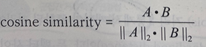 cosine similarity = A • B / || A ||₂ • || B ||₂